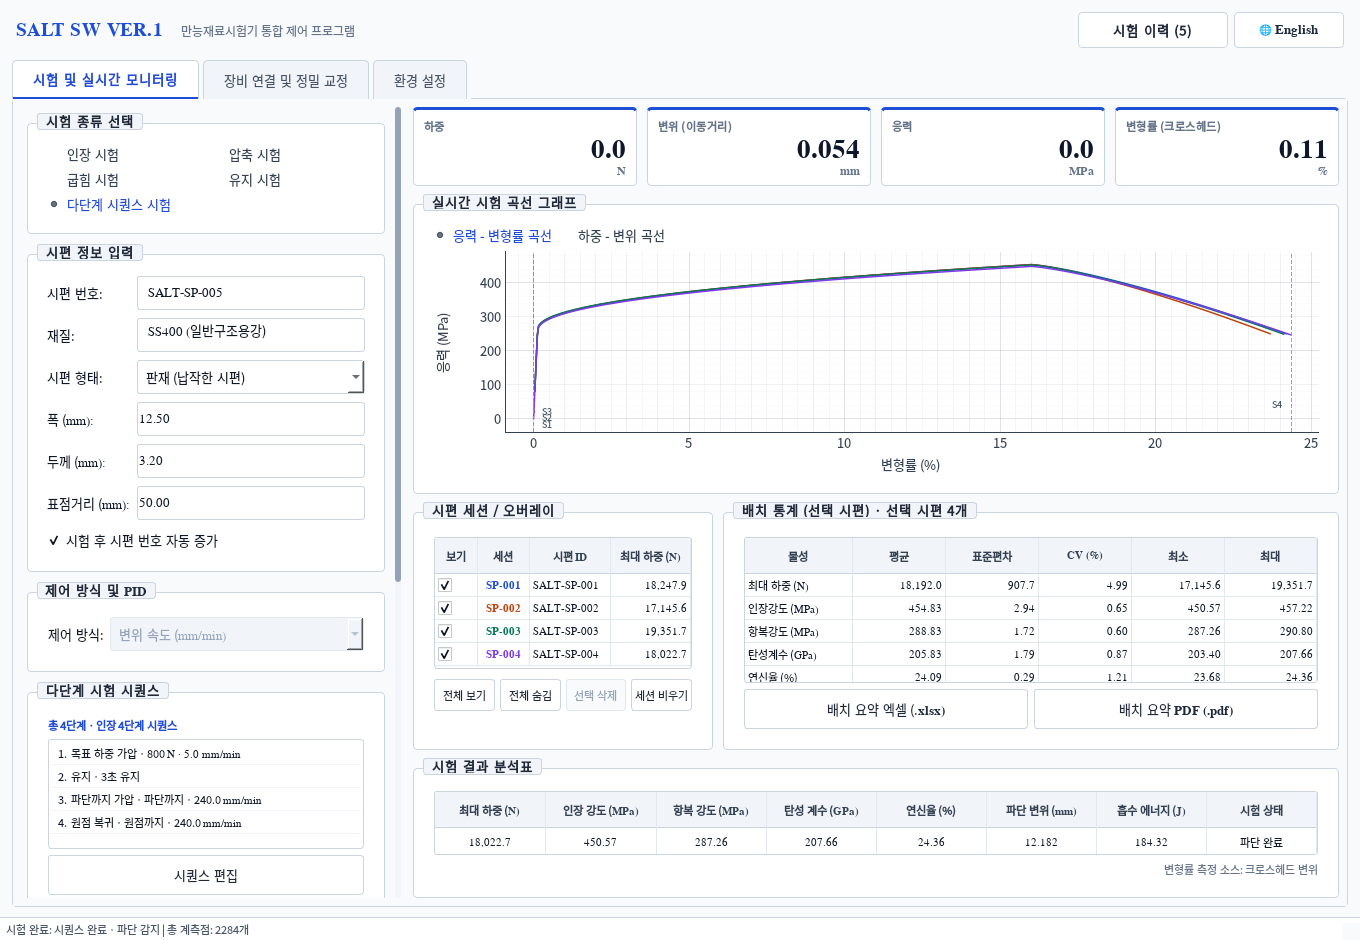 SALT SW VER.1 만능재료시험기 통합 제어 프로그램 시험 이력 (5) 🌐 English
시험 및 실시간 모니터링 장비 연결 및 정밀 교정 환경 설정
시험 종류 선택
인장 시험 압축 시험
굽힘 시험 유지 시험
다단계 시퀀스 시험
시편 정보 입력
시편 번호: SALT-SP-005
재질: SS400 (일반구조용강)
시편 형태: 판재 (납작한 시편)
폭 (mm): 12.50
두께 (mm): 3.20
표점거리 (mm): 50.00
✓ 시험 후 시편 번호 자동 증가
제어 방식 및 PID
제어 방식: 변위 속도 (mm/min)
다단계 시험 시퀀스
총 4단계 · 인장 4단계 시퀀스
1. 목표 하중 가압 · 800 N · 5.0 mm/min
2. 유지 · 3초 유지
3. 파단까지 가압 · 파단까지 · 240.0 mm/min
4. 원점 복귀 · 원점까지 · 240.0 mm/min
시퀀스 편집
하중
0.0
N
변위 (이동거리)
0.054
mm
응력
0.0
MPa
변형률 (크로스헤드)
0.11
%
실시간 시험 곡선 그래프
응력 - 변형률 곡선 하중 - 변위 곡선
응력 (MPa)
400
300
200
100
0
S3
S2
S1
S4
0 5 10 15 20 25
변형률 (%)
시편 세션 / 오버레이
보기 세션 시편 ID 최대 하중 (N)
✓ SP-001 SALT-SP-001 18,247.9
✓ SP-002 SALT-SP-002 17,145.6
✓ SP-003 SALT-SP-003 19,351.7
✓ SP-004 SALT-SP-004 18,022.7
전체 보기 전체 숨김 선택 삭제 세션 비우기
배치 통계 (선택 시편) · 선택 시편 4개
물성 평균 표준편차 CV (%) 최소 최대
최대 하중 (N) 18,192.0 907.7 4.99 17,145.6 19,351.7
인장강도 (MPa) 454.83 2.94 0.65 450.57 457.22
항복강도 (MPa) 288.83 1.72 0.60 287.26 290.80
탄성계수 (GPa) 205.83 1.79 0.87 203.40 207.66
연신율 (%) 24.09 0.29 1.21 23.68 24.36
배치 요약 엑셀 (.xlsx) 배치 요약 PDF (.pdf)
시험 결과 분석표
최대 하중 (N) 인장 강도 (MPa) 항복 강도 (MPa) 탄성 계수 (GPa) 연신율 (%) 파단 변위 (mm) 흡수 에너지 (J) 시험 상태
18,022.7 450.57 287.26 207.66 24.36 12.182 184.32 파단 완료
변형률 측정 소스: 크로스헤드 변위
시험 완료: 시퀀스 완료 · 파단 감지 | 총 계측점: 2284개